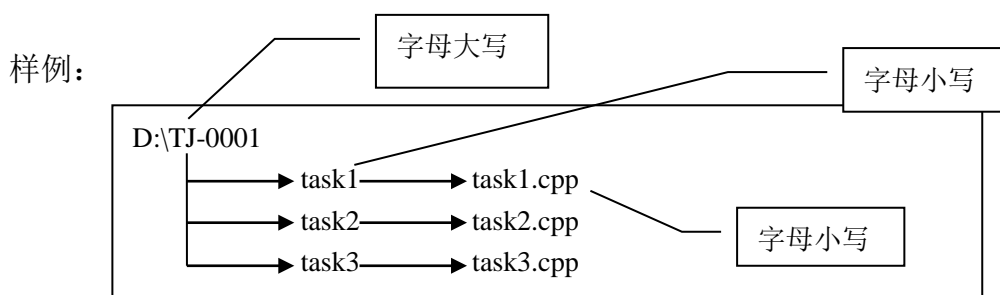 字母大写
样例：
字母小写
D:\TJ-0001
task1 task1.cpp
task2 task2.cpp
字母小写
task3 task3.cpp